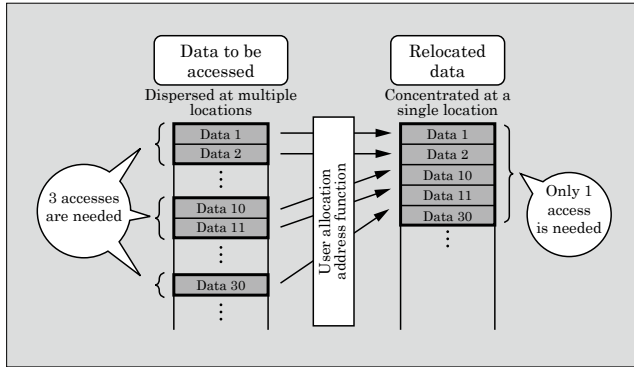 Data to be
accessed
Dispersed at multiple
locations
Data 1
Data 2
Data 10
Data 11
Data 30
3 accesses
are needed
User allocation
address function
Relocated
data
Concentrated at a
single location
Data 1
Data 2
Data 10
Data 11
Data 30
Only 1
access
is needed